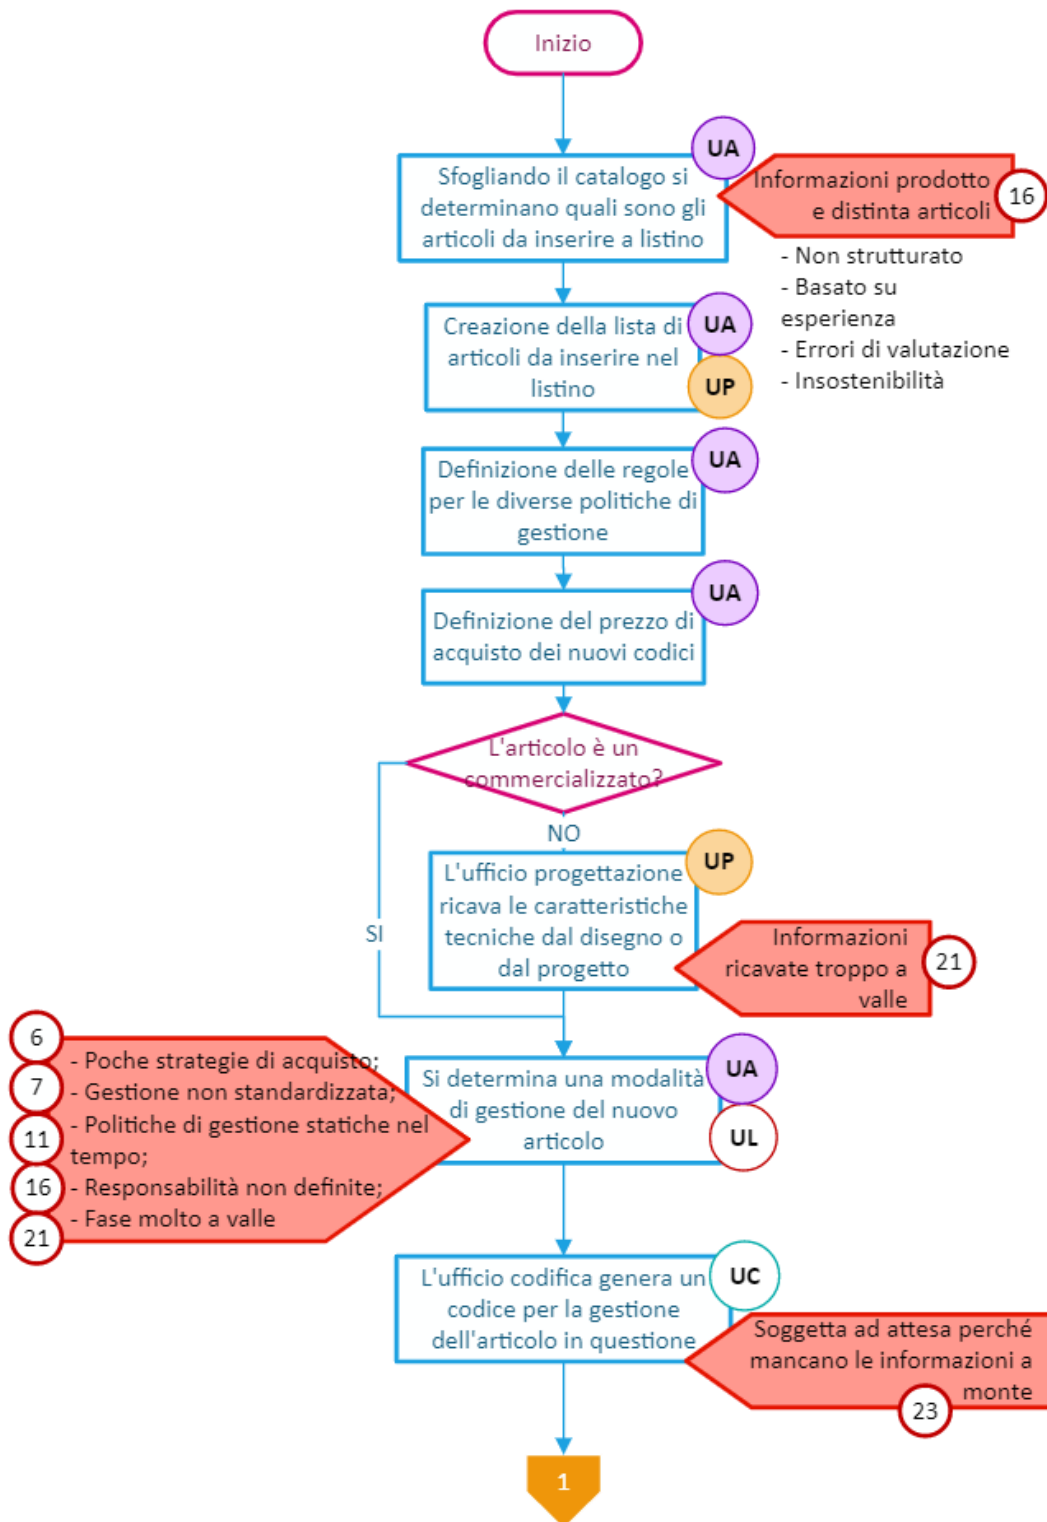 Inizio
UA
Sfogliando il catalogo si
determinano quali sono gli
articoli da inserire a listino
Informazioni prodotto
e distinta articoli
16
- Non strutturato
- Basato su
esperienza
- Errori di valutazione
- Insostenibilità
Creazione della lista di
articoli da inserire nel
listino
UA
UP
Definizione delle regole
per le diverse politiche di
gestione
UA
Definizione del prezzo di
acquisto dei nuovi codici
UA
L'articolo è un
commercializzato?
NO
SI
L'ufficio progettazione
ricava le caratteristiche
tecniche dal disegno o
dal progetto
UP
Informazioni
ricavate troppo a
valle
21
6
7
11
16
21
- Poche strategie di acquisto;
- Gestione non standardizzata;
- Politiche di gestione statiche nel
tempo;
- Responsabilità non definite;
- Fase molto a valle
Si determina una modalità
di gestione del nuovo
articolo
UA
UL
L'ufficio codifica genera un
codice per la gestione
dell'articolo in questione
UC
Soggetta ad attesa perché
mancano le informazioni a
monte
23
1